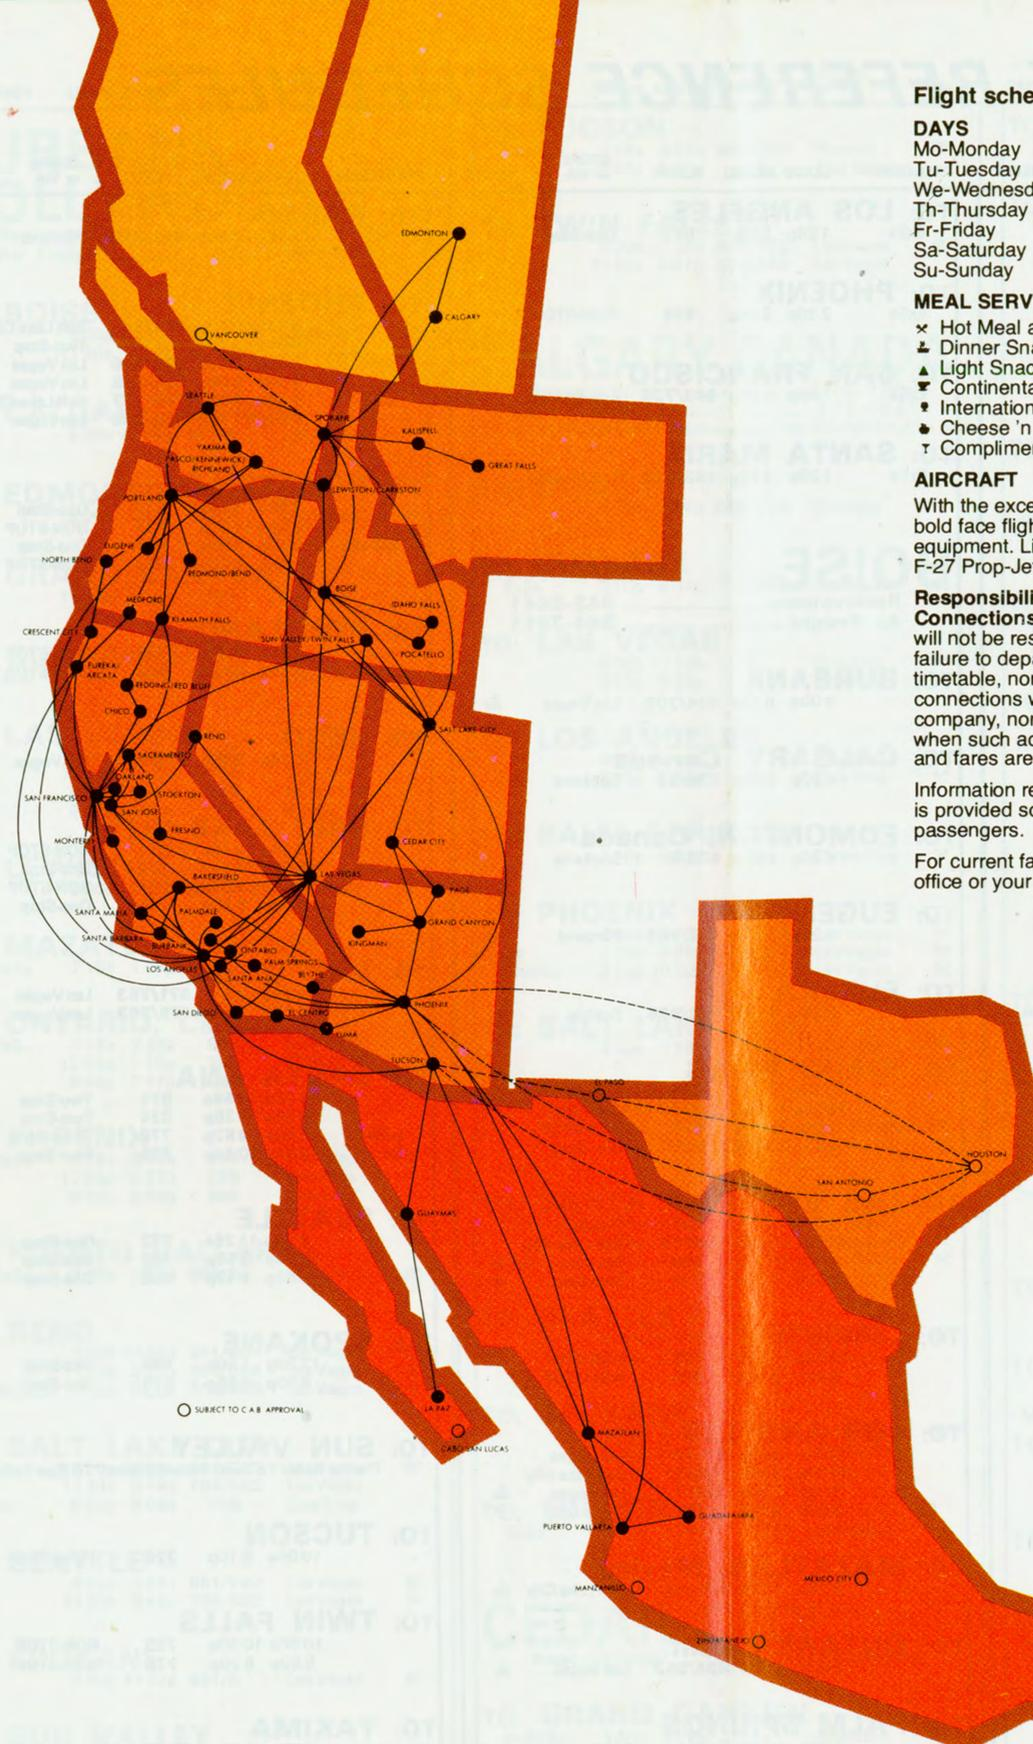 EDMONTON
CALGARY
VANCOUVER
SEATTLE
SPOKANE
KALISPELL
YAKIMA
PASCO/KENNEWICK/
RICHLAND
GREAT FALLS
LEWISTON/CLARKSTON
PORTLAND
EUGENE
NORTH BEND
REDMOND/BEND
BOISE
MEDFORD
IDAHO FALLS
KLAMATH FALLS
CRESCENT CITY
SUN VALLEY/TWIN FALLS
POCATELLO
EUREKA/
ARCATA
REDDING/RED BLUFF
CHICO
SALT LAKE CITY
RENO
SACRAMENTO
OAKLAND
SAN FRANCISCO
STOCKTON
SAN JOSE
FRESNO
MONTEREY
CEDAR CITY
BAKERSFIELD
LAS VEGAS
PAGE
SANTA MARIA
PALMDALE
GRAND CANYON
SANTA BARBARA
BURBANK
KINGMAN
ONTARIO
LOS ANGELES
PALM SPRINGS
SANTA ANA
BLYTHE
PHOENIX
SAN DIEGO
EL CENTRO
YUMA
TUCSON
EL PASO
HOUSTON
SAN ANTONIO
GUAYMAS
LA PAZ
CABO SAN LUCAS
SUBJECT TO C A B APPROVAL
MAZATLAN
PUERTO VALLARTA
GUADALAJARA
MANZANILLO
MEXICO CITY
ZIHUATANEJO
Flight sche
DAYS
Mo-Monday
Tu-Tuesday
We-Wednesd
Th-Thursday
Fr-Friday
Sa-Saturday
Su-Sunday
MEAL SERV
Hot Meal a
Dinner Sna
Light Snac
Continenta
Internation
Cheese 'n
Complimen
AIRCRAFT
With the exce
bold face fligh
equipment. Li
F-27 Prop-Je
Responsibili
Connections
will not be res
failure to depa
timetable, nor
connections w
company, nor
when such ac
and fares are
Information re
is provided so
passengers.
For current fa
office or your